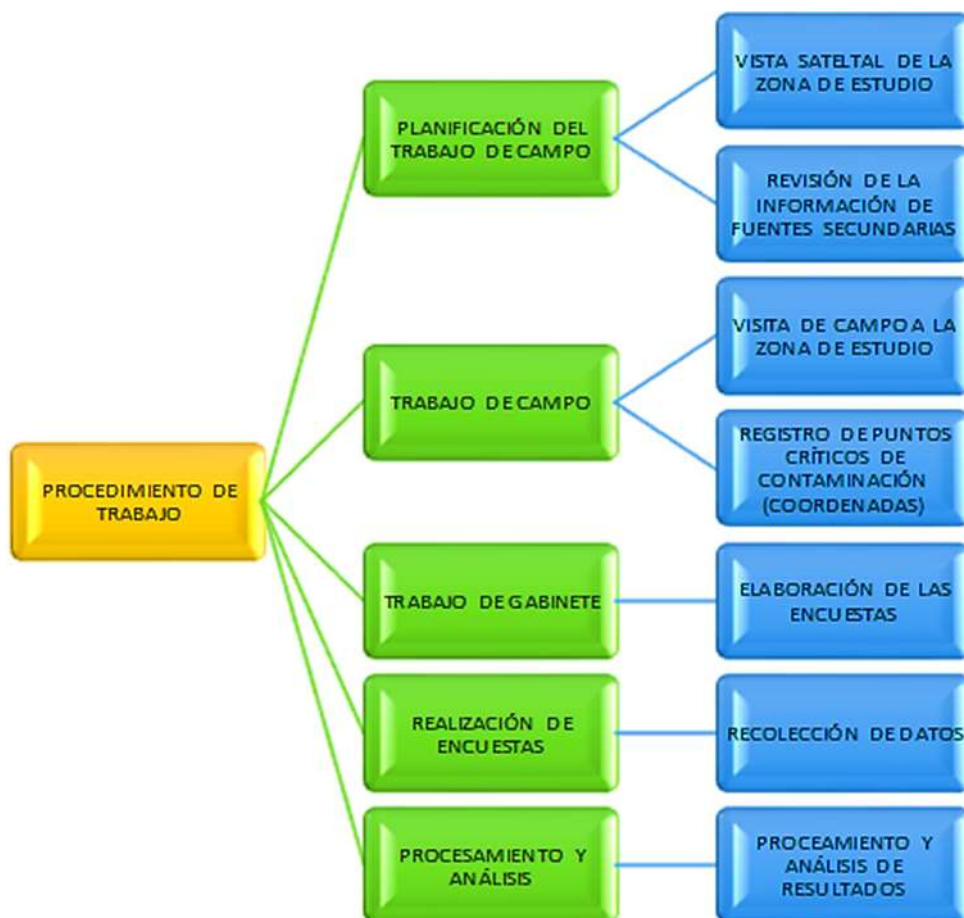 VISTA SATELTAL DE LA
ZONA DE ESTUDIO
PLANIFICACIÓN DEL
TRABAJO DE CAMPO
REVISIÓN DE LA
INFORMACIÓN DE
FUENTES SECUNDARIAS
VISITA DE CAMPO A LA
ZONA DE ESTUDIO
TRABAJO DE CAMPO
REGISTRO DE PUNTOS
CRÍTICOS DE
CONTAMINACIÓN
(COORDENADAS)
PROCEDIMIENTO DE
TRABAJO
TRABAJO DE GABINETE
ELABORACIÓN DE LAS
ENCUESTAS
REALIZACIÓN DE
ENCUESTAS
RECOLECCIÓN DE DATOS
PROCESAMIENTO Y
ANÁLISIS
PROCEAMIENTO Y
ANÁLISIS DE
RESULTADOS